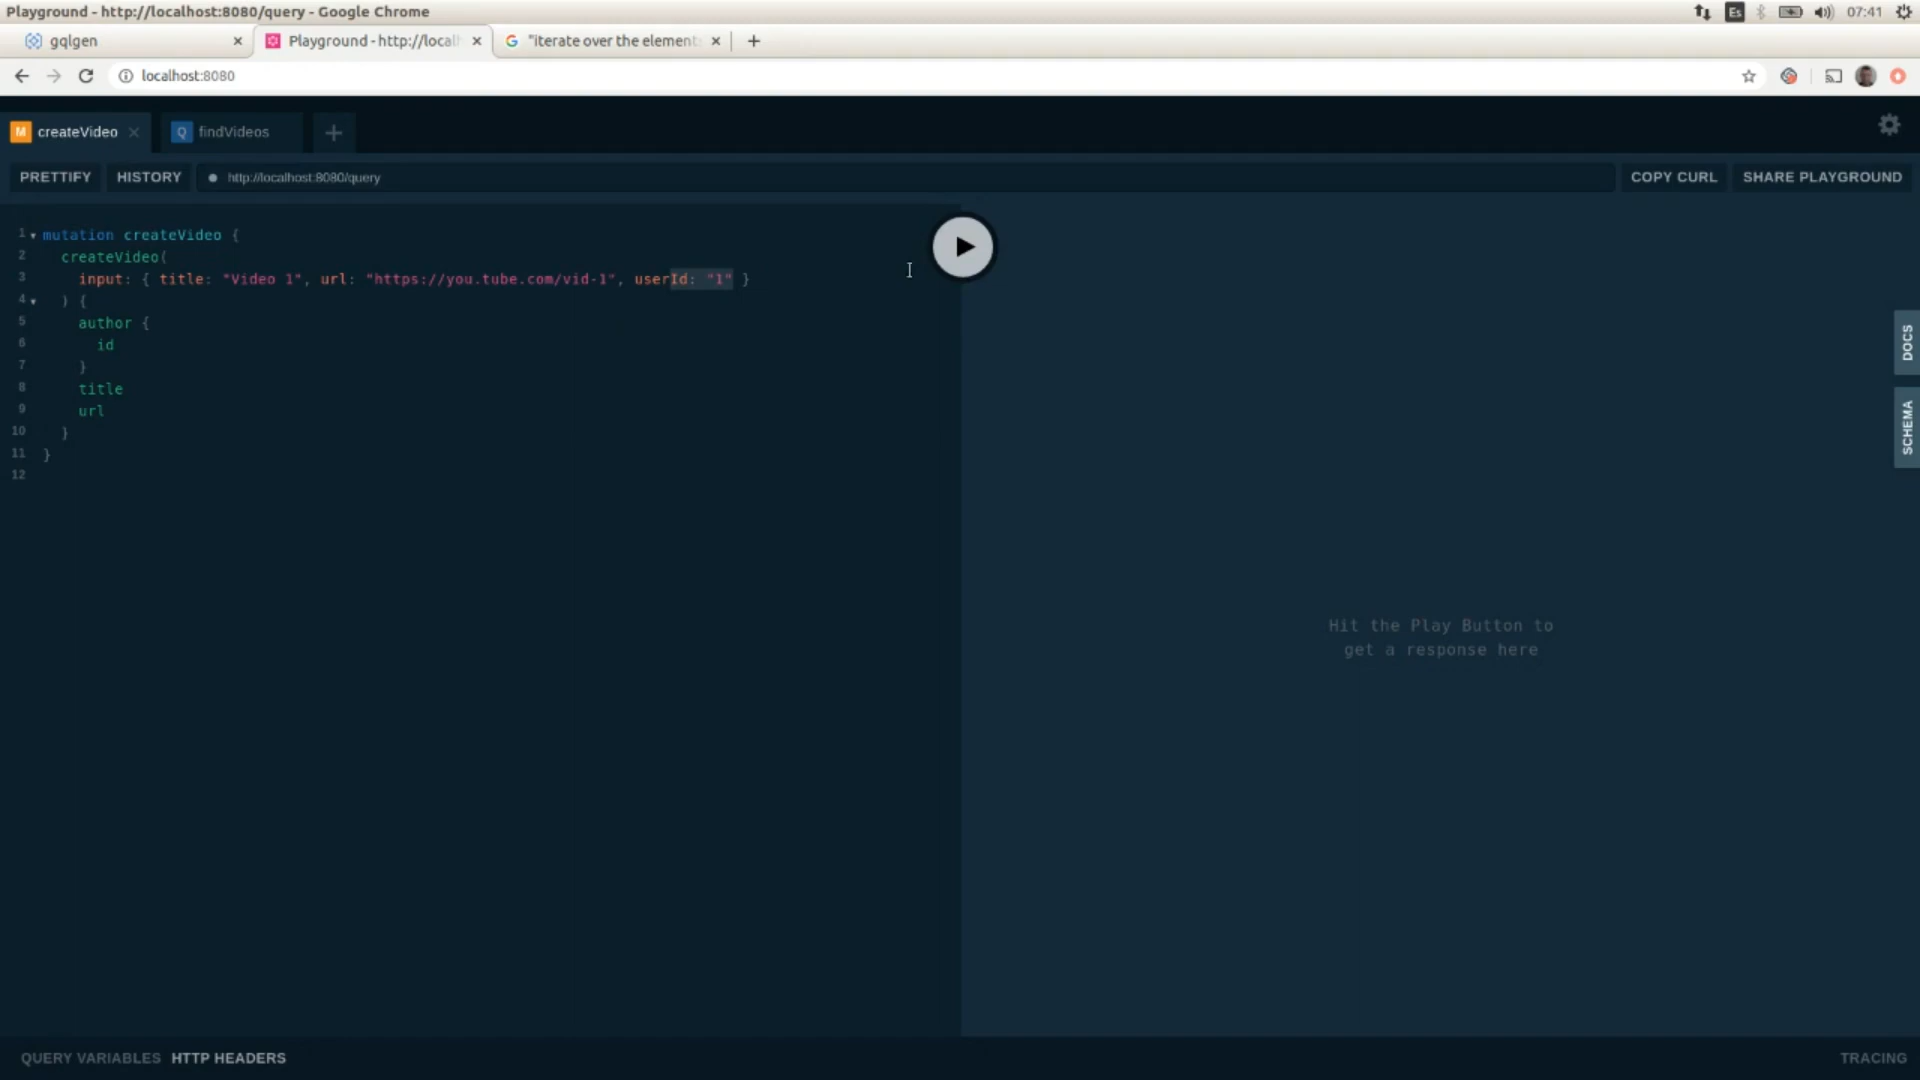 Playground - http://localhost:8080/query - Google Chrome
Es
07:41
gqlgen
Playground - http://local
"iterate over the element
localhost:8080
M createVideo
Q findVideos
PRETTIFY
HISTORY
http://localhost:8080/query
COPY CURL
SHARE PLAYGROUND
1 mutation createVideo {
2 createVideo(
3 input: { title: "Video 1", url: "https://you.tube.com/vid-1", userId: "1" }
4 ) {
5 author {
6 id
7 }
8 title
9 url
10 }
11 }
12
DOCS
SCHEMA
Hit the Play Button to
get a response here
QUERY VARIABLES
HTTP HEADERS
TRACING